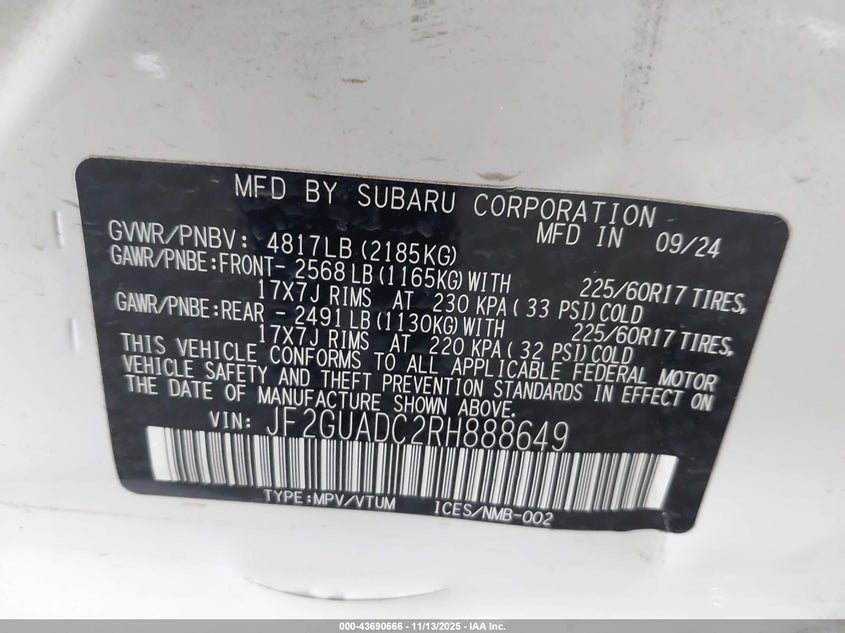 MFD BY SUBARU CORPORATION
MFD IN 09/24
GVWR/PNBV: 4817LB (2185KG)
GAWR/PNBE:FRONT- 2568LB (1165KG) WITH 225/60R17 TIRES,
17X7J RIMS AT 230 KPA ( 33 PSI) COLD
GAWR/PNBE:REAR - 2491LB (1130KG) WITH 225/60R17 TIRES,
17X7J RIMS AT 220 KPA ( 32 PSI) COLD
THIS VEHICLE CONFORMS TO ALL APPLICABLE FEDERAL MOTOR
VEHICLE SAFETY AND THEFT PREVENTION STANDARDS IN EFFECT ON
THE DATE OF MANUFACTURE SHOWN ABOVE.
VIN: JF2GUADC2RH888649
TYPE:MPV/VTUM ICES/NMB-002
000-43690666 - 11/13/2025 - IAA Inc.